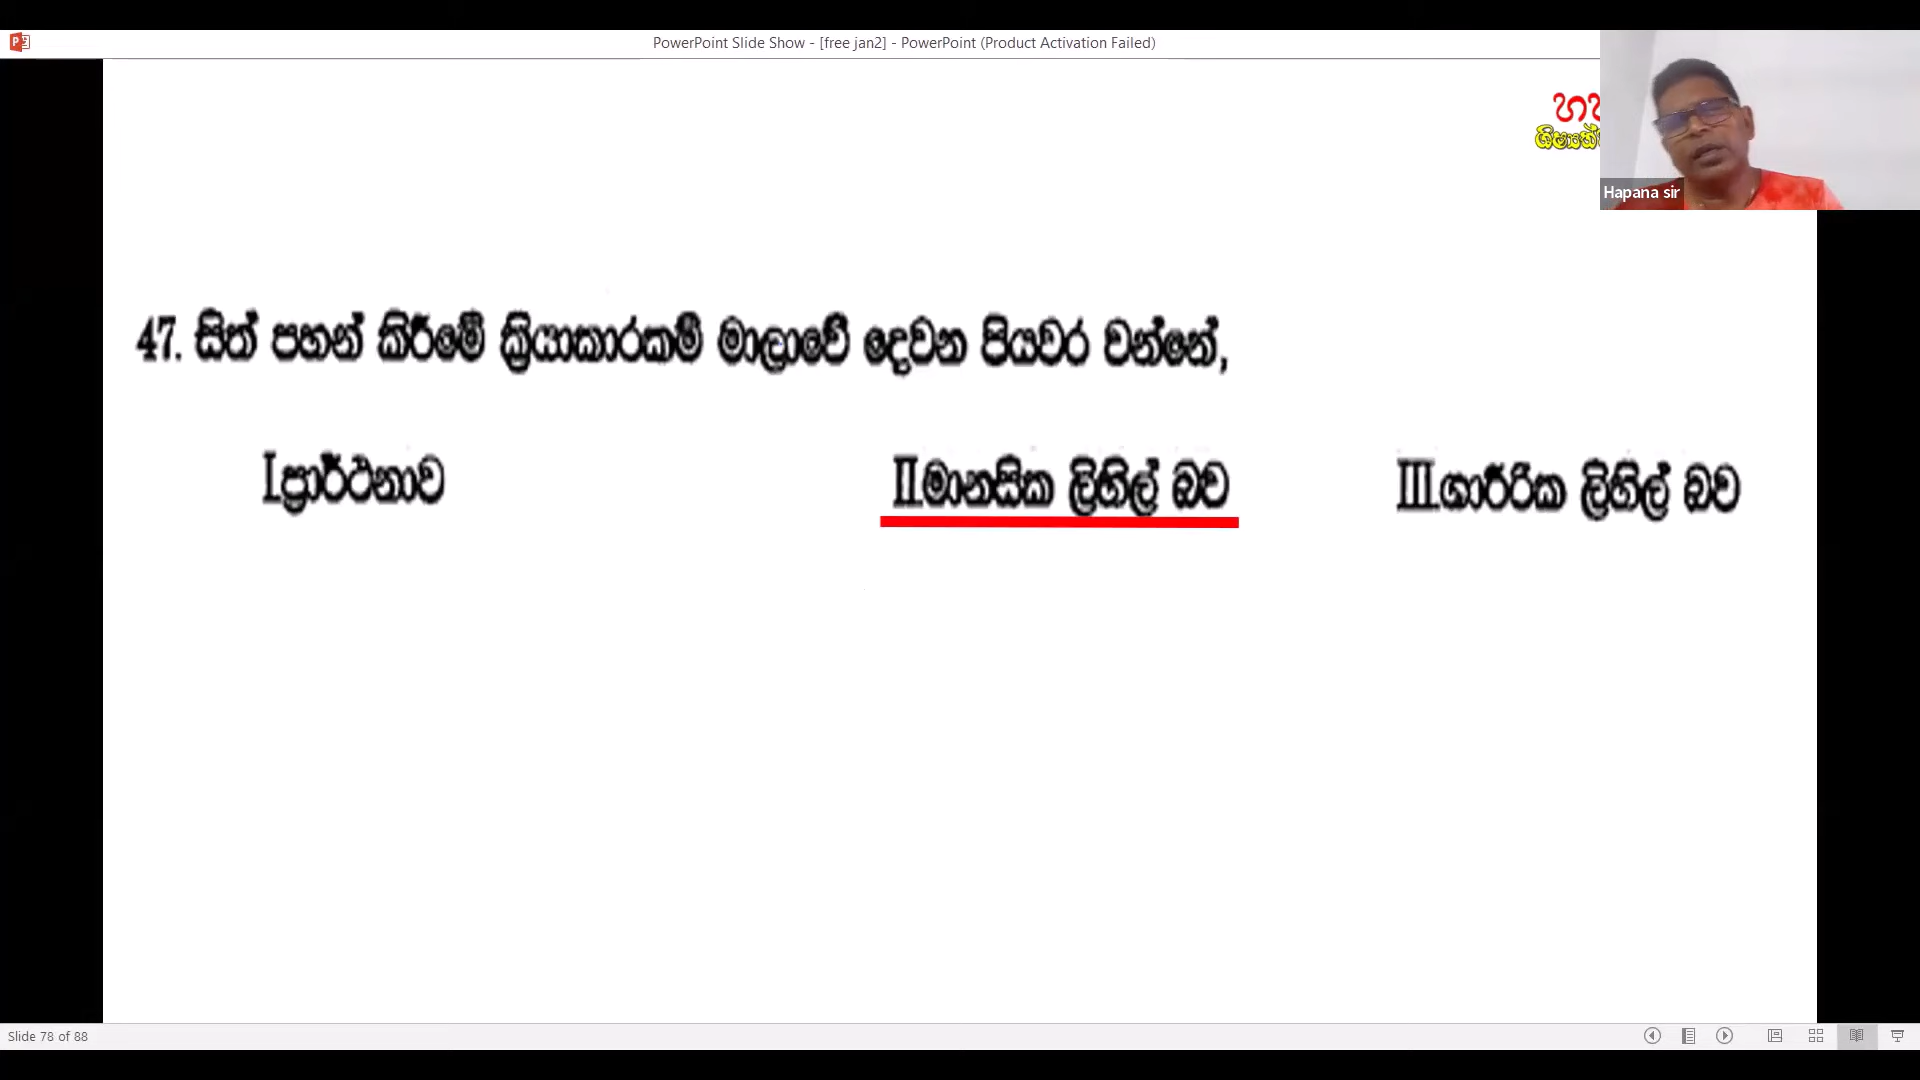 PowerPoint Slide Show - [free jan2] - PowerPoint (Product Activation Failed)
Hapana sir
47. සිත් පහන් කිරීමේ ක්‍රියාකාරකම් මාලාවේ දෙවන පියවර වන්නේ,
I.ප්‍රාර්ථනාව II.මානසික ලිහිල් බව III.ශාරීරික ලිහිල් බව
Slide 78 of 88